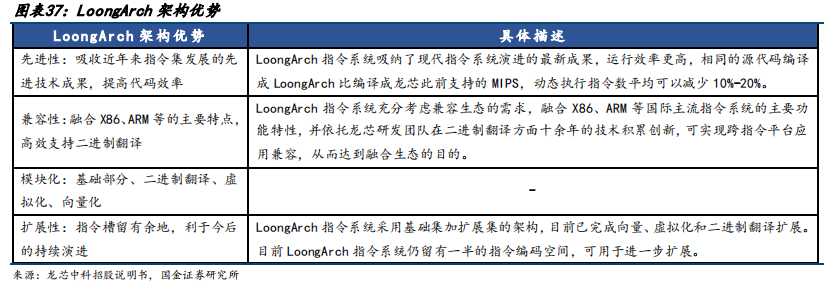 图表37：LoongArch 架构优势
LoongArch 架构优势
具体描述
先进性：吸收近年来指令集发展的先
进技术成果，提高代码效率
LoongArch 指令系统吸纳了现代指令系统演进的最新成果，运行效率更高，相同的源代码编译
成 LoongArch 比编译成龙芯此前支持的 MIPS，动态执行指令数平均可以减少 10%-20%。
兼容性：融合 X86、ARM 等的主要特点，
高效支持二进制翻译
LoongArch 指令系统充分考虑兼容生态的需求，融合 X86、ARM 等国际主流指令系统的主要功
能特性，并依托龙芯研发团队在二进制翻译方面十余年的技术积累创新，可实现跨指令平台应
用兼容，从而达到融合生态的目的。
模块化：基础部分、二进制翻译、虚
拟化、向量化
-
扩展性：指令槽留有余地，利于今后
的持续演进
LoongArch 指令系统采用基础集加扩展集的架构，目前已完成向量、虚拟化和二进制翻译扩展。
目前 LoongArch 指令系统仍留有一半的指令编码空间，可用于进一步扩展。
来源：龙芯中科招股说明书，国金证券研究所